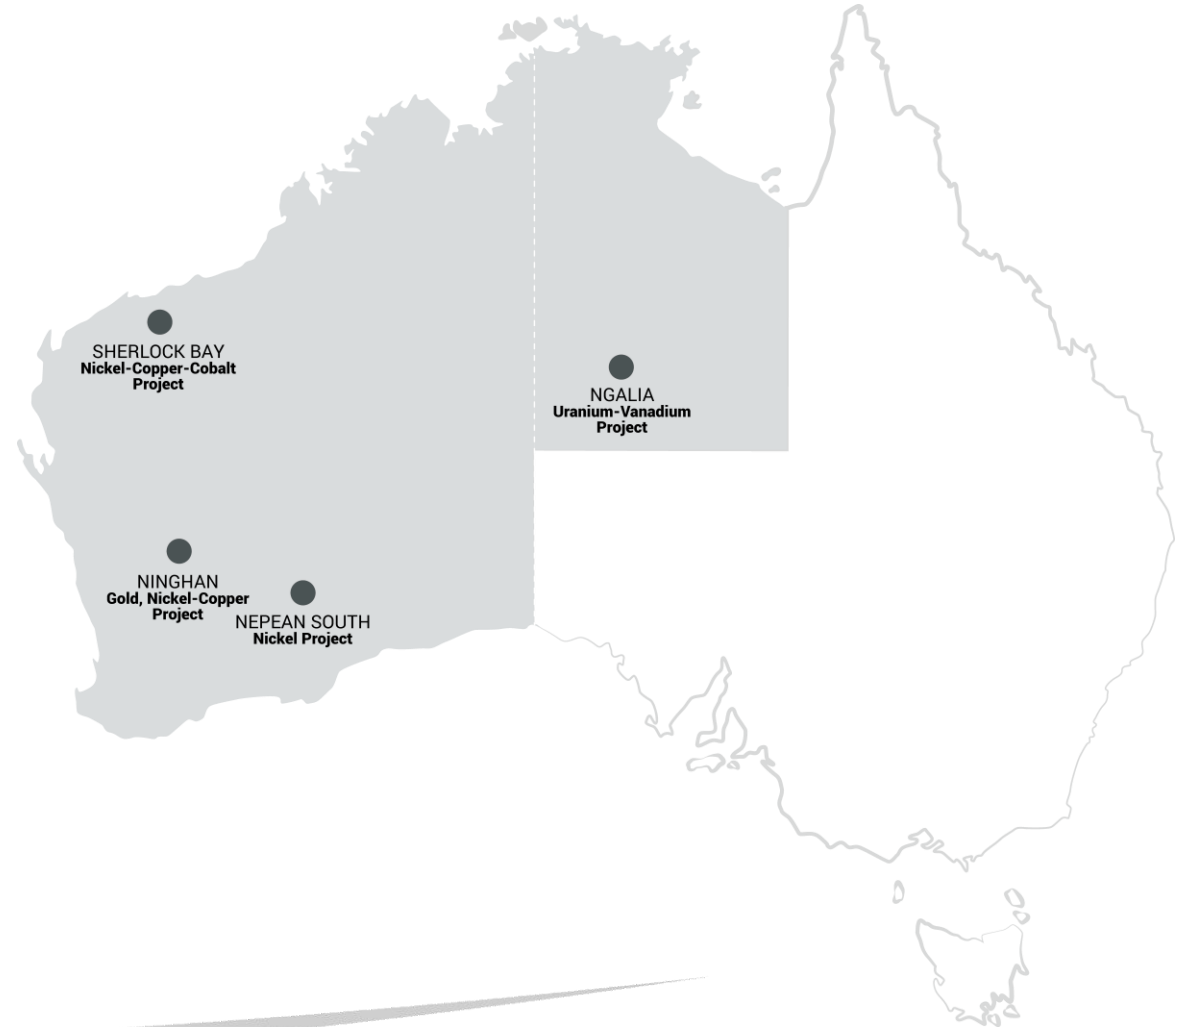 SHERLOCK BAY
Nickel-Copper-Cobalt
Project
NGALIA
Uranium-Vanadium
Project
NINGHAN
Gold, Nickel-Copper
Project
NEPEAN SOUTH
Nickel Project